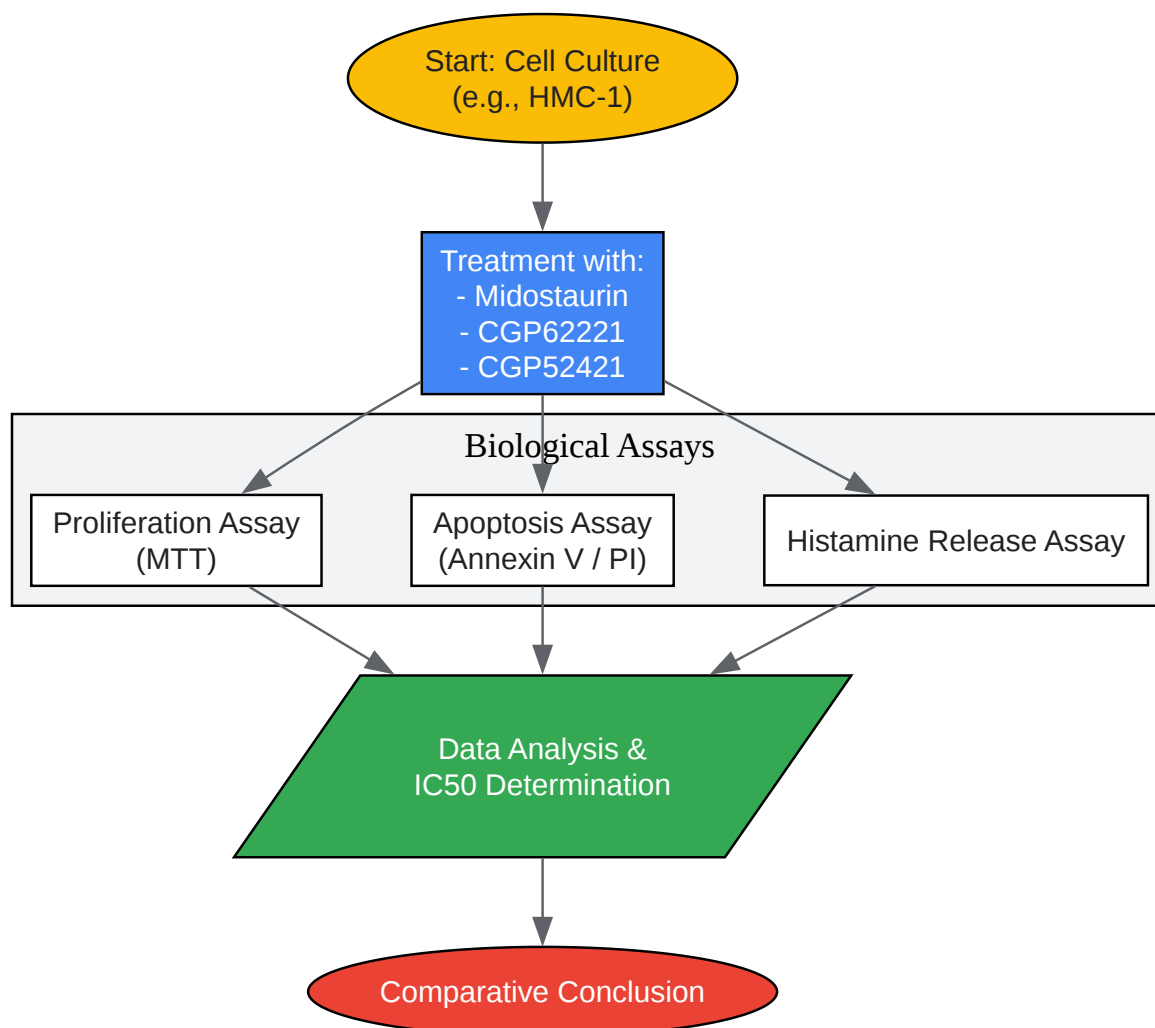 Start: Cell Culture
(e.g., HMC-1)
Treatment with:
- Midostaurin
- CGP62221
- CGP52421
Biological Assays
Proliferation Assay
(MTT)
Apoptosis Assay
(Annexin V / PI)
Histamine Release Assay
Data Analysis &
IC50 Determination
Comparative Conclusion